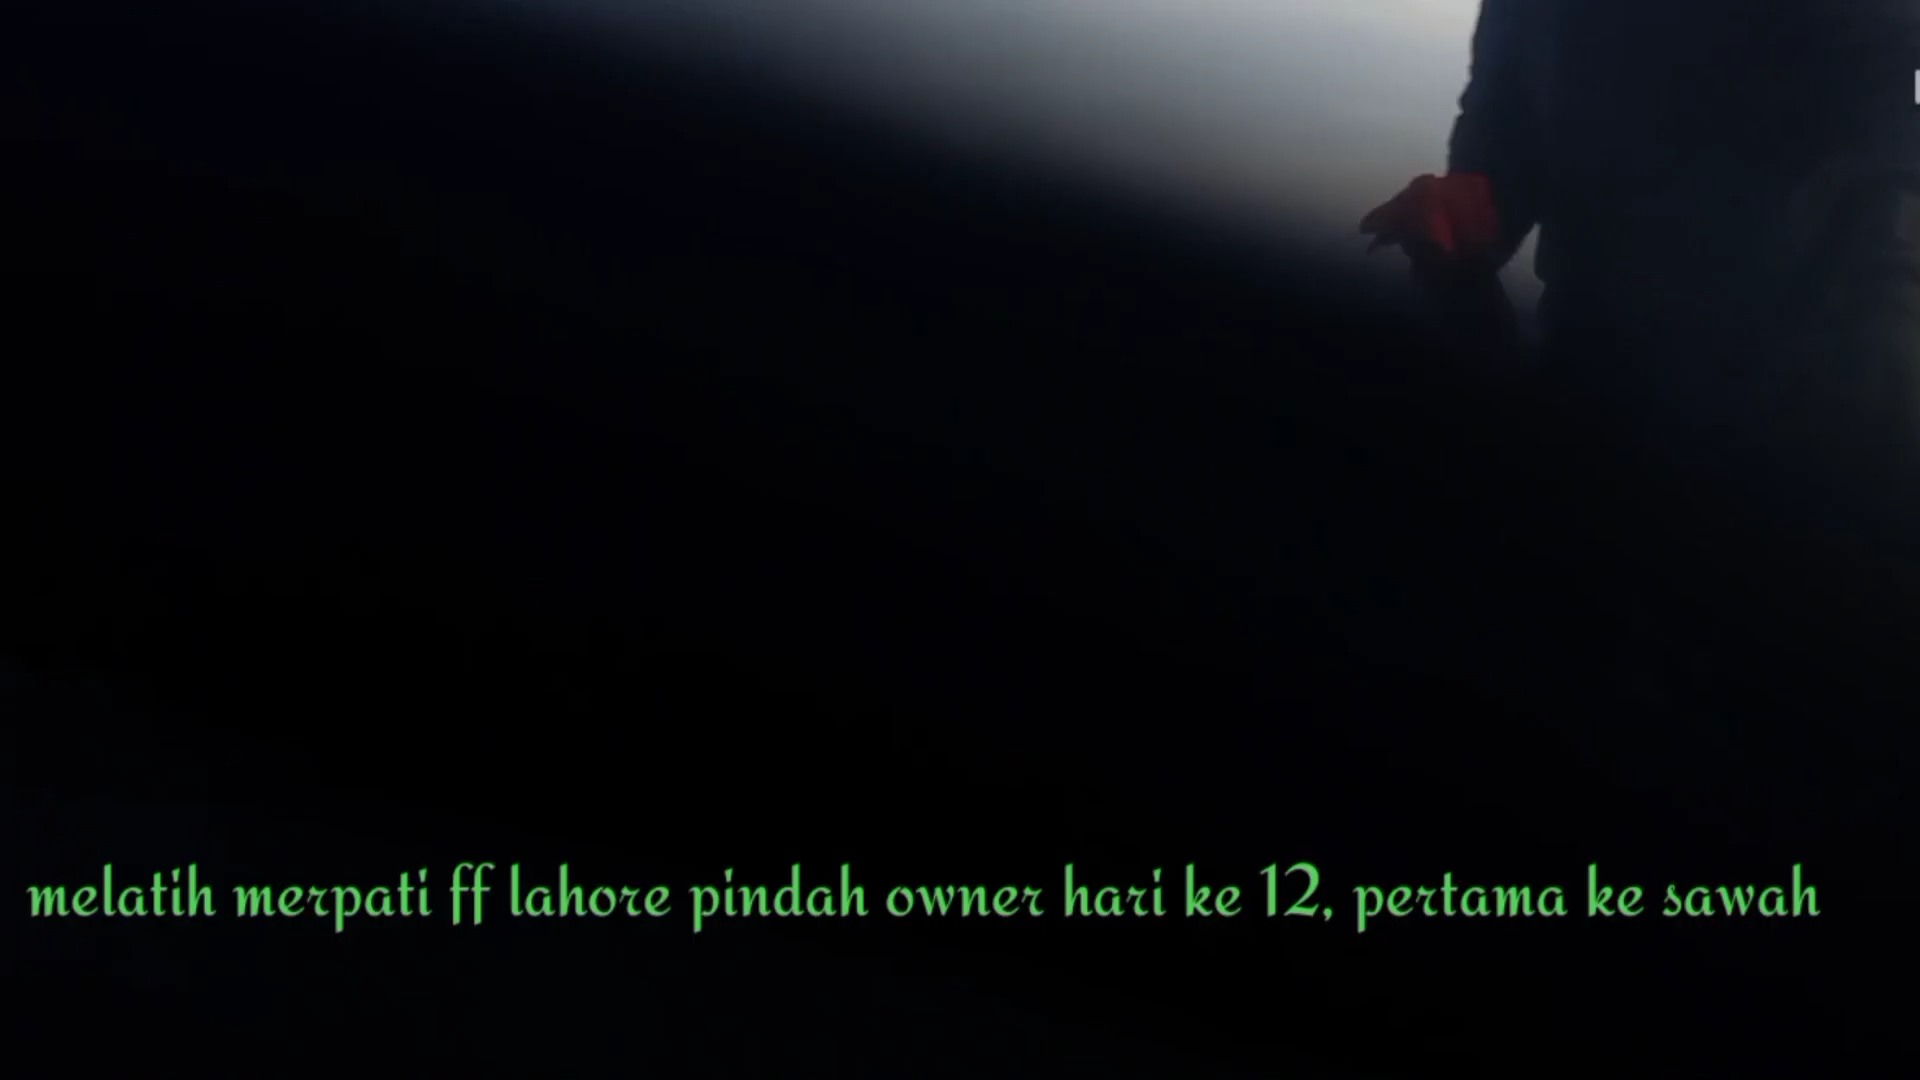 melatih merpati ff lahore pindah owner hari ke 12, pertama ke sawah